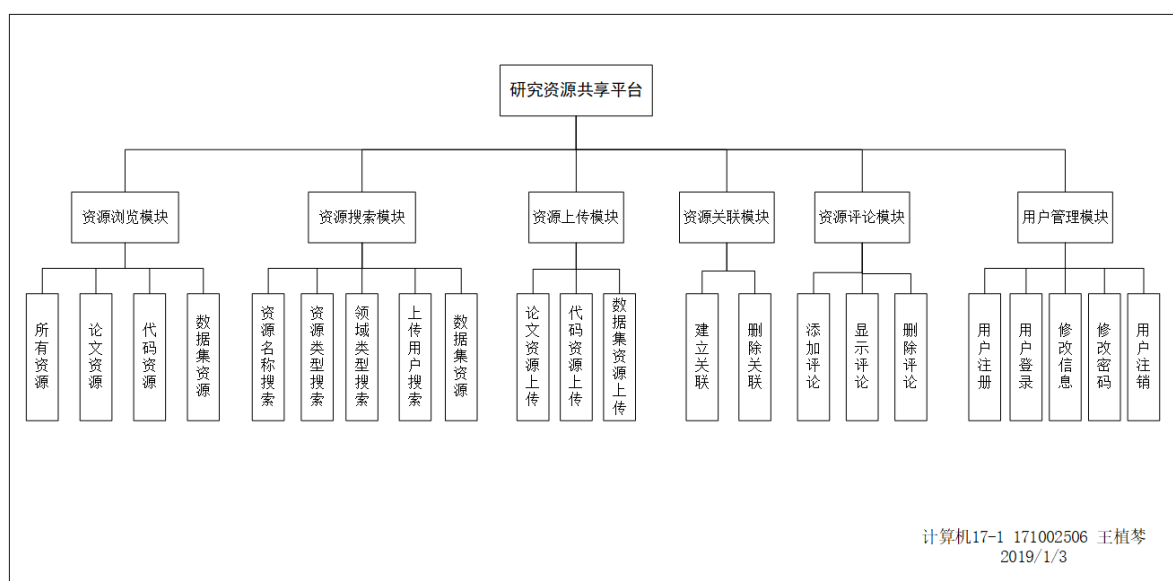 研究资源共享平台
资源浏览模块
资源搜索模块
资源上传模块
资源关联模块
资源评论模块
用户管理模块
所有资源
论文资源
代码资源
数据集资源
资源名称搜索
资源类型搜索
领域类型搜索
上传用户搜索
数据集资源
论文资源上传
代码资源上传
数据集资源上传
建立关联
删除关联
添加评论
显示评论
删除评论
用户注册
用户登录
修改信息
修改密码
用户注销
计算机17-1 171002506 王植棽
2019/1/3